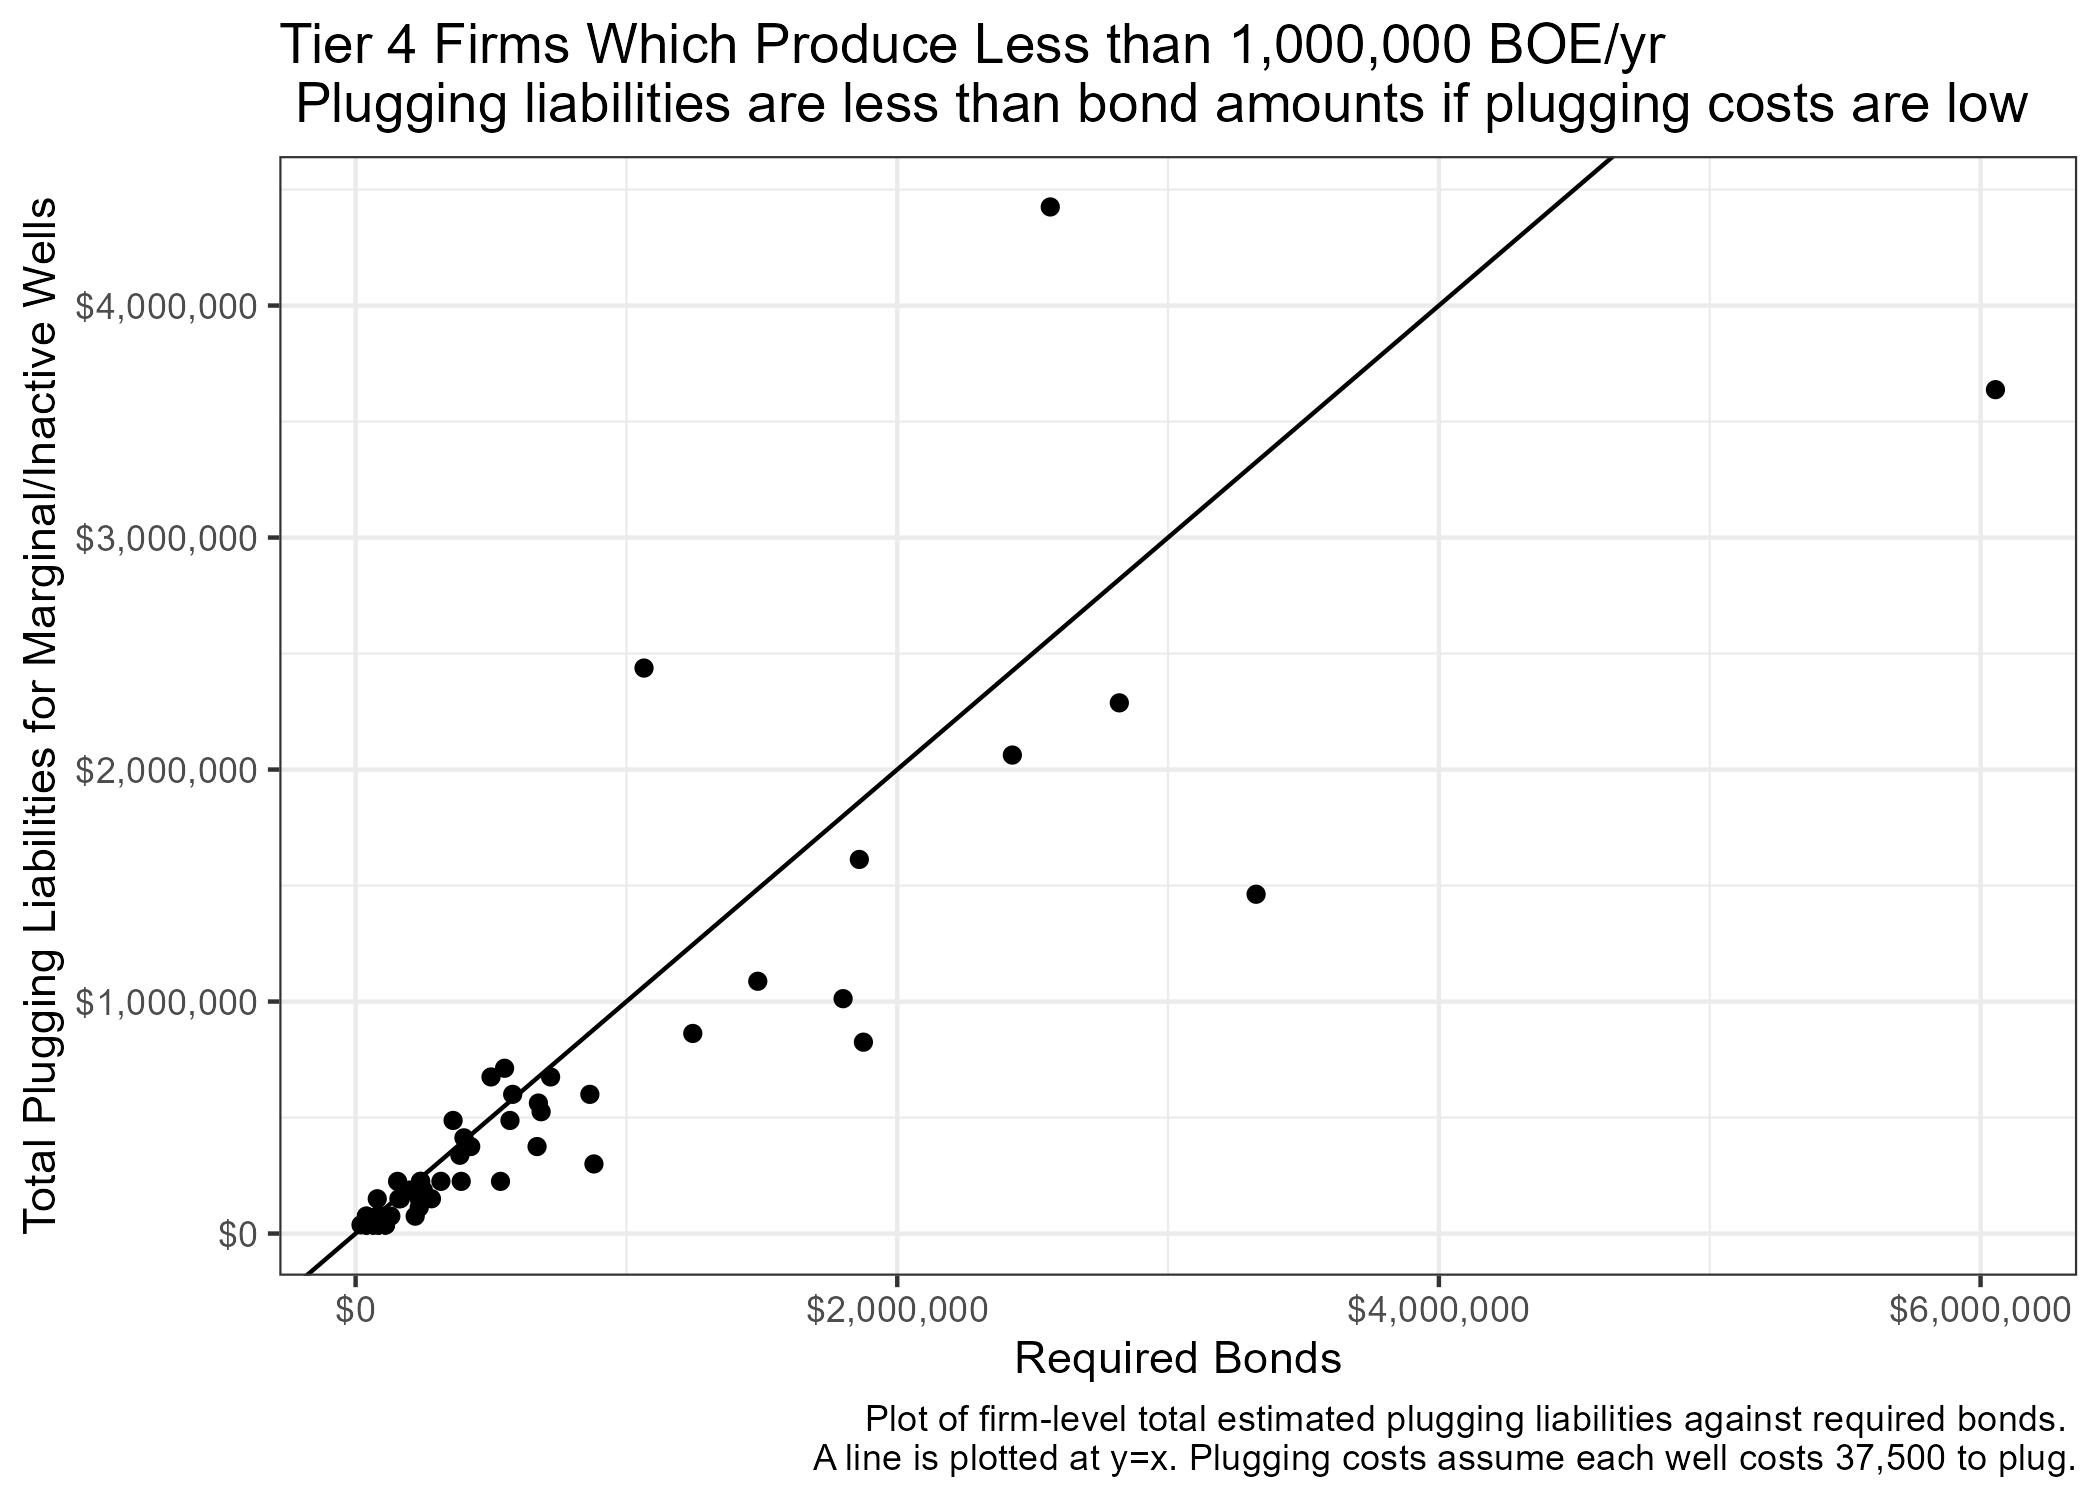 Tier 4 Firms Which Produce Less than 1,000,000 BOE/yr
Plugging liabilities are less than bond amounts if plugging costs are low
Total Plugging Liabilities for Marginal/Inactive Wells
$4,000,000
$3,000,000
$2,000,000
$1,000,000
$0
$0
$2,000,000
$4,000,000
$6,000,000
Required Bonds
Plot of firm-level total estimated plugging liabilities against required bonds.
A line is plotted at y=x. Plugging costs assume each well costs 37,500 to plug.